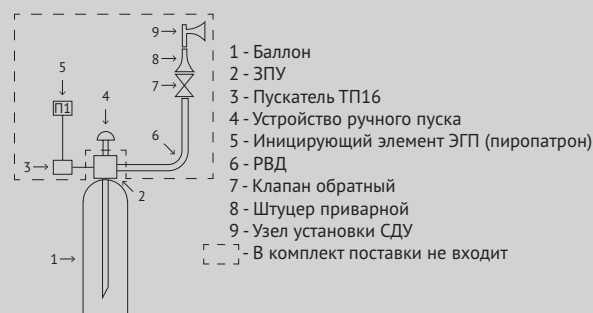 9
8
7
6
5
П1
4
3
2
1
1 - Баллон
2 - ЗПУ
3 - Пускатель ТП16
4 - Устройство ручного пуска
5 - Инициирующий элемент ЭГП (пиропатрон)
6 - РВД
7 - Клапан обратный
8 - Штуцер приварной
9 - Узел установки СДУ
- В комплект поставки не входит